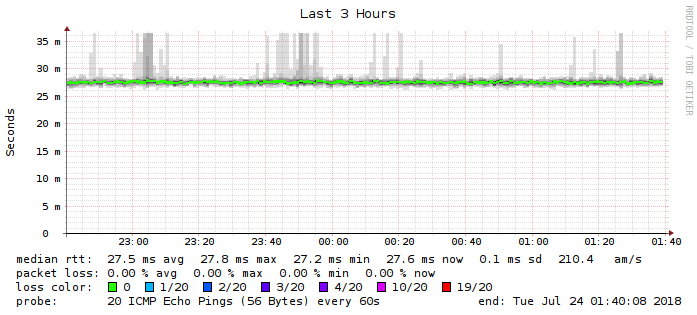 Last 3 Hours
RRDTOOL / TOBI OETIKER
Seconds
35 m
30 m
25 m
20 m
15 m
10 m
5 m
0
23:00 23:20 23:40 00:00 00:20 00:40 01:00 01:20 01:40
median rtt: 27.5 ms avg 27.8 ms max 27.2 ms min 27.6 ms now 0.1 ms sd 210.4 am/s
packet loss: 0.00 % avg 0.00 % max 0.00 % min 0.00 % now
loss color: 0 1/20 2/20 3/20 4/20 10/20 19/20
probe: 20 ICMP Echo Pings (56 Bytes) every 60s end: Tue Jul 24 01:40:08 2018